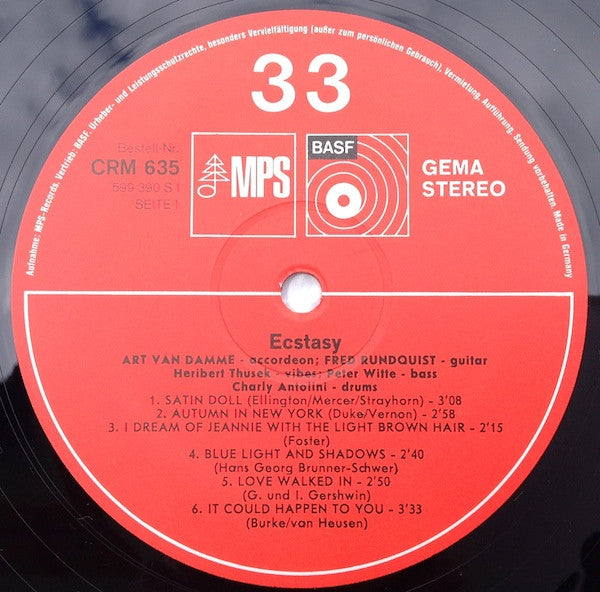 Aufnahme: MPS-Records. Vertrieb: BASF. Urheber- und Leistungsschutzrechte, besonders Vervielfältigung (außer zum persönlichen Gebrauch), Vermietung, Aufführung, Sendung vorbehalten. Made in Germany
33
Bestell-Nr.
CRM 635
599 390 S I
SEITE I
MPS
BASF
GEMA
STEREO
Ecstasy
ART VAN DAMME - accordeon; FRED RUNDQUIST - guitar
Heribert Thusek - vibes; Peter Witte - bass
Charly Antolini - drums
1. SATIN DOLL (Ellington/Mercer/Strayhorn) - 3'08
2. AUTUMN IN NEW YORK (Duke/Vernon) - 2'58
3. I DREAM OF JEANNIE WITH THE LIGHT BROWN HAIR - 2'15
(Foster)
4. BLUE LIGHT AND SHADOWS - 2'40
(Hans Georg Brunner-Schwer)
5. LOVE WALKED IN - 2'50
(G. und I. Gershwin)
6. IT COULD HAPPEN TO YOU - 3'33
(Burke/van Heusen)